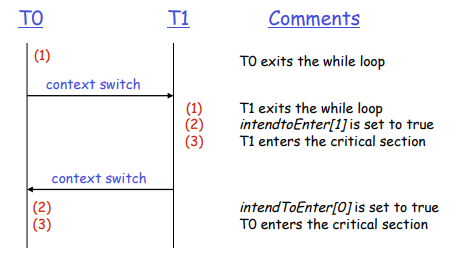 T0 T1 Comments
(1) T0 exits the while loop
context switch
(1) T1 exits the while loop
(2) intendtoEnter[1] is set to true
(3) T1 enters the critical section
context switch
(2) intendToEnter[0] is set to true
(3) T0 enters the critical section